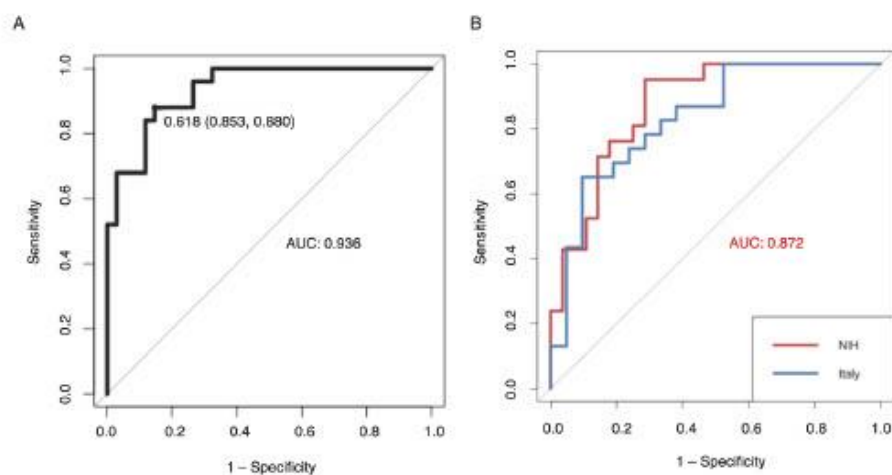 A
1.0
0.8
0.6
0.4
0.2
0.0
Sensitivity
0.618 (0.853, 0.880)
AUC: 0.936
0.0 0.2 0.4 0.6 0.8 1.0
1 – Specificity
B
1.0
0.8
0.6
0.4
0.2
0.0
Sensitivity
AUC: 0.872
NIH
Italy
0.0 0.2 0.4 0.6 0.8 1.0
1 – Specificity